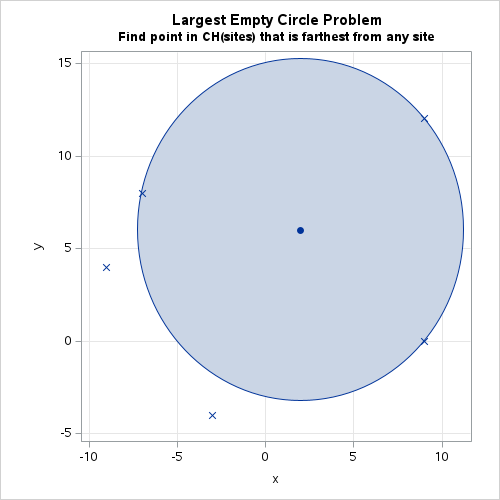 Largest Empty Circle Problem
Find point in CH(sites) that is farthest from any site
15
10
5
0
-5
y
-10 -5 0 5 10
x